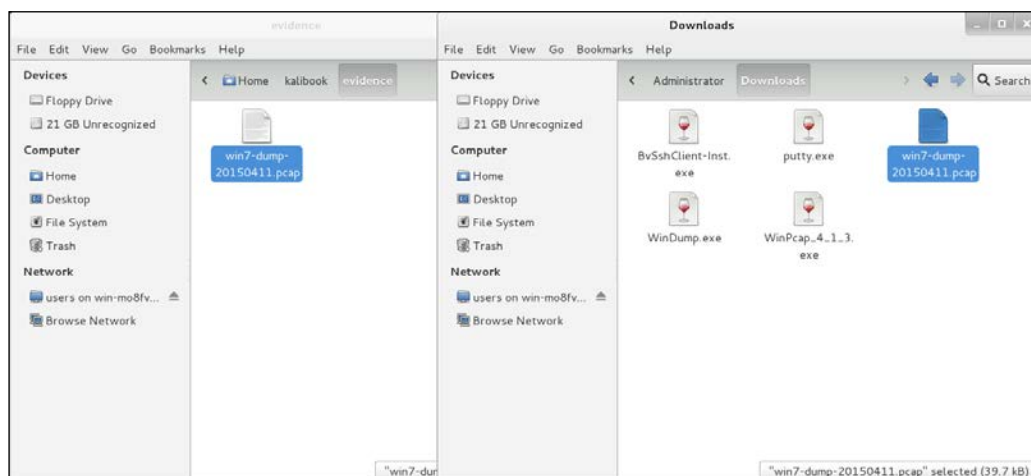 evidence
File Edit View Go Bookmarks Help
Devices
Floppy Drive
21 GB Unrecognized
Computer
Home
Desktop
File System
Trash
Network
users on win-mo8fv...
Browse Network
Home kalibook evidence
win7-dump-
20150411.pcap
"win7-dur
Downloads
File Edit View Go Bookmarks Help
Devices
Floppy Drive
21 GB Unrecognized
Computer
Home
Desktop
File System
Trash
Network
users on win-mo8fv...
Browse Network
Administrator Downloads Search
BvSshClient-Inst.
exe
putty.exe
win7-dump-
20150411.pcap
WinDump.exe
WinPcap_4_1_3.
exe
"win7-dump-20150411.pcap" selected (39.7 kB)